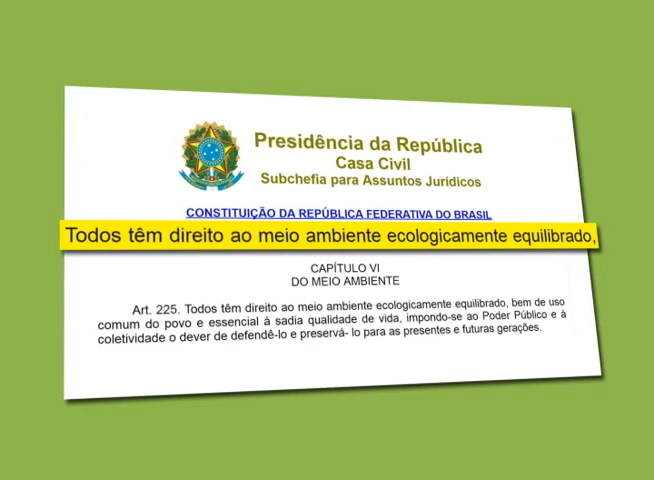 Presidência da República
Casa Civil
Subchefia para Assuntos Jurídicos
CONSTITUIÇÃO DA REPÚBLICA FEDERATIVA DO BRASIL
Todos têm direito ao meio ambiente ecologicamente equilibrado,
CAPÍTULO VI
DO MEIO AMBIENTE
Art. 225. Todos têm direito ao meio ambiente ecologicamente equilibrado, bem de uso
comum do povo e essencial à sadia qualidade de vida, impondo-se ao Poder Público e à
coletividade o dever de defendê-lo e preservá- lo para as presentes e futuras gerações.